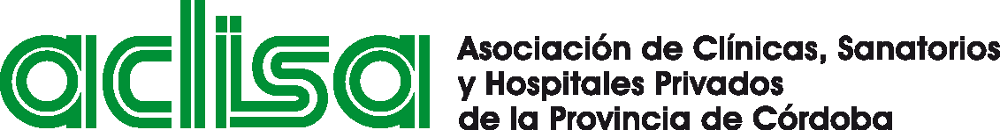 aclisa
Asociación de Clínicas, Sanatorios
y Hospitales Privados
de la Provincia de Córdoba